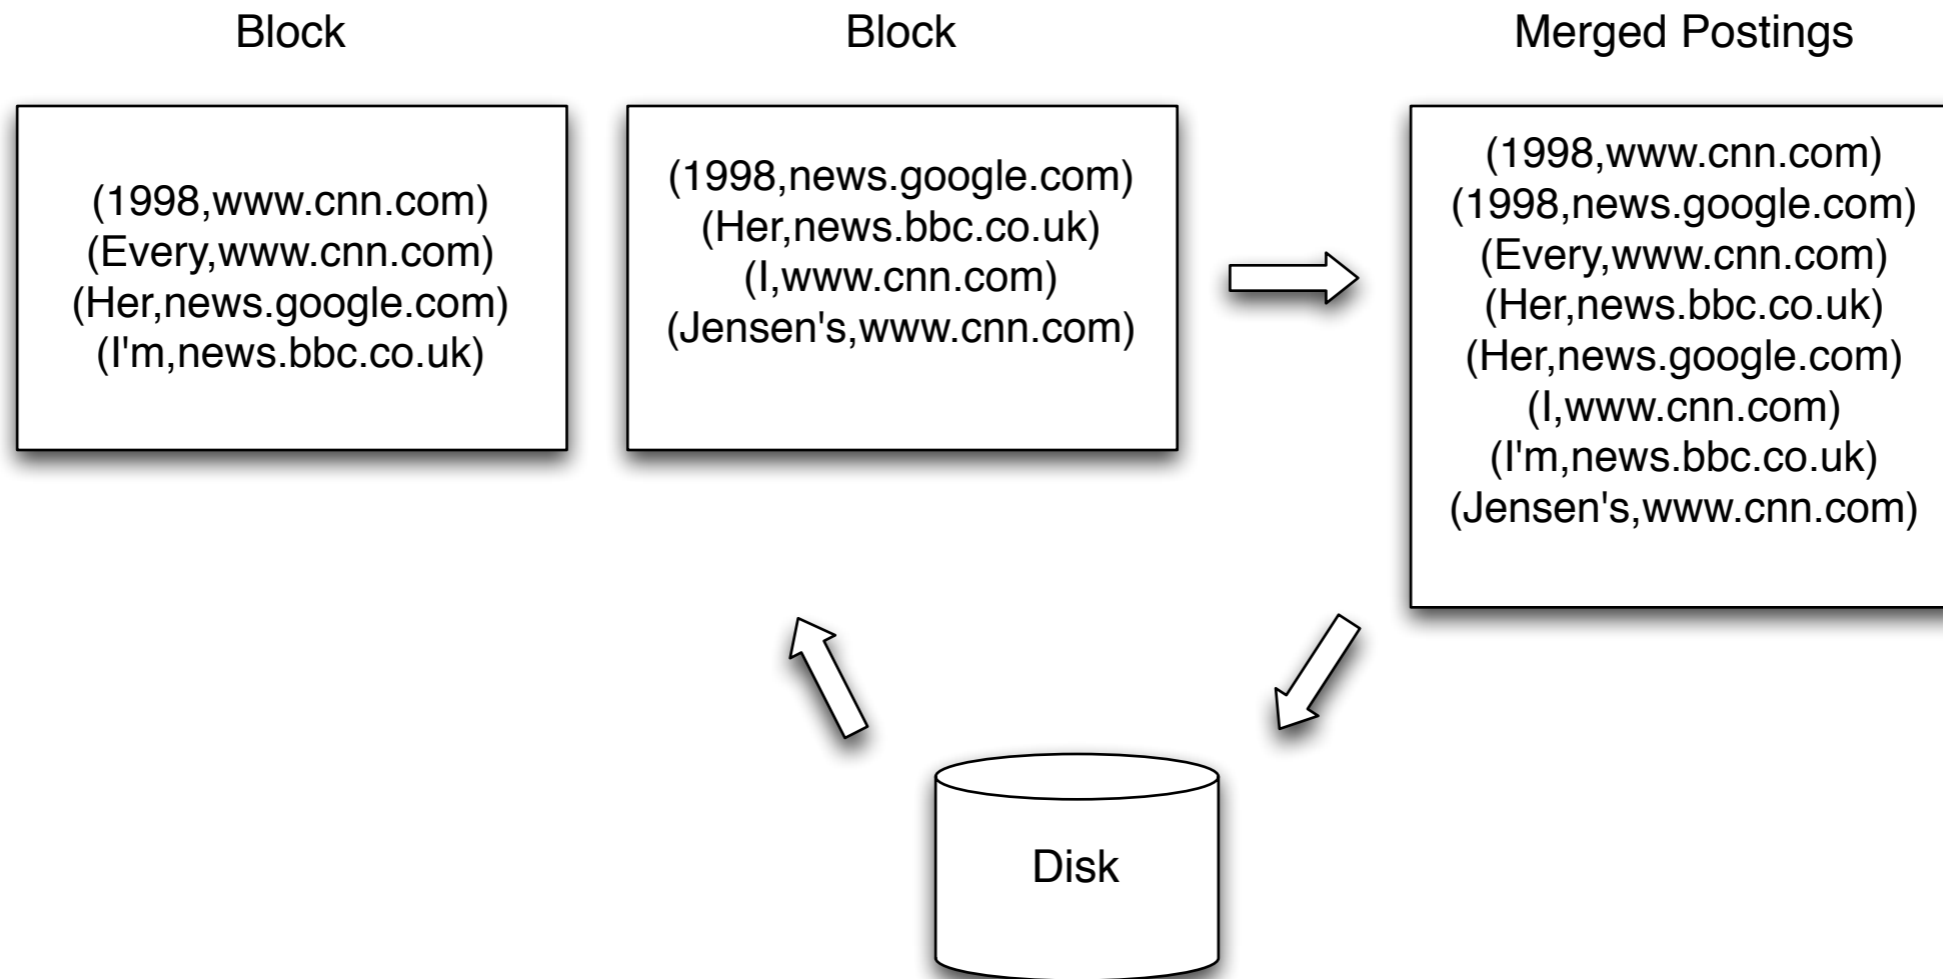 Block
(1998,www.cnn.com)
(Every,www.cnn.com)
(Her,news.google.com)
(I'm,news.bbc.co.uk)
Block
(1998,news.google.com)
(Her,news.bbc.co.uk)
(I,www.cnn.com)
(Jensen's,www.cnn.com)
Merged Postings
(1998,www.cnn.com)
(1998,news.google.com)
(Every,www.cnn.com)
(Her,news.bbc.co.uk)
(Her,news.google.com)
(I,www.cnn.com)
(I'm,news.bbc.co.uk)
(Jensen's,www.cnn.com)
Disk